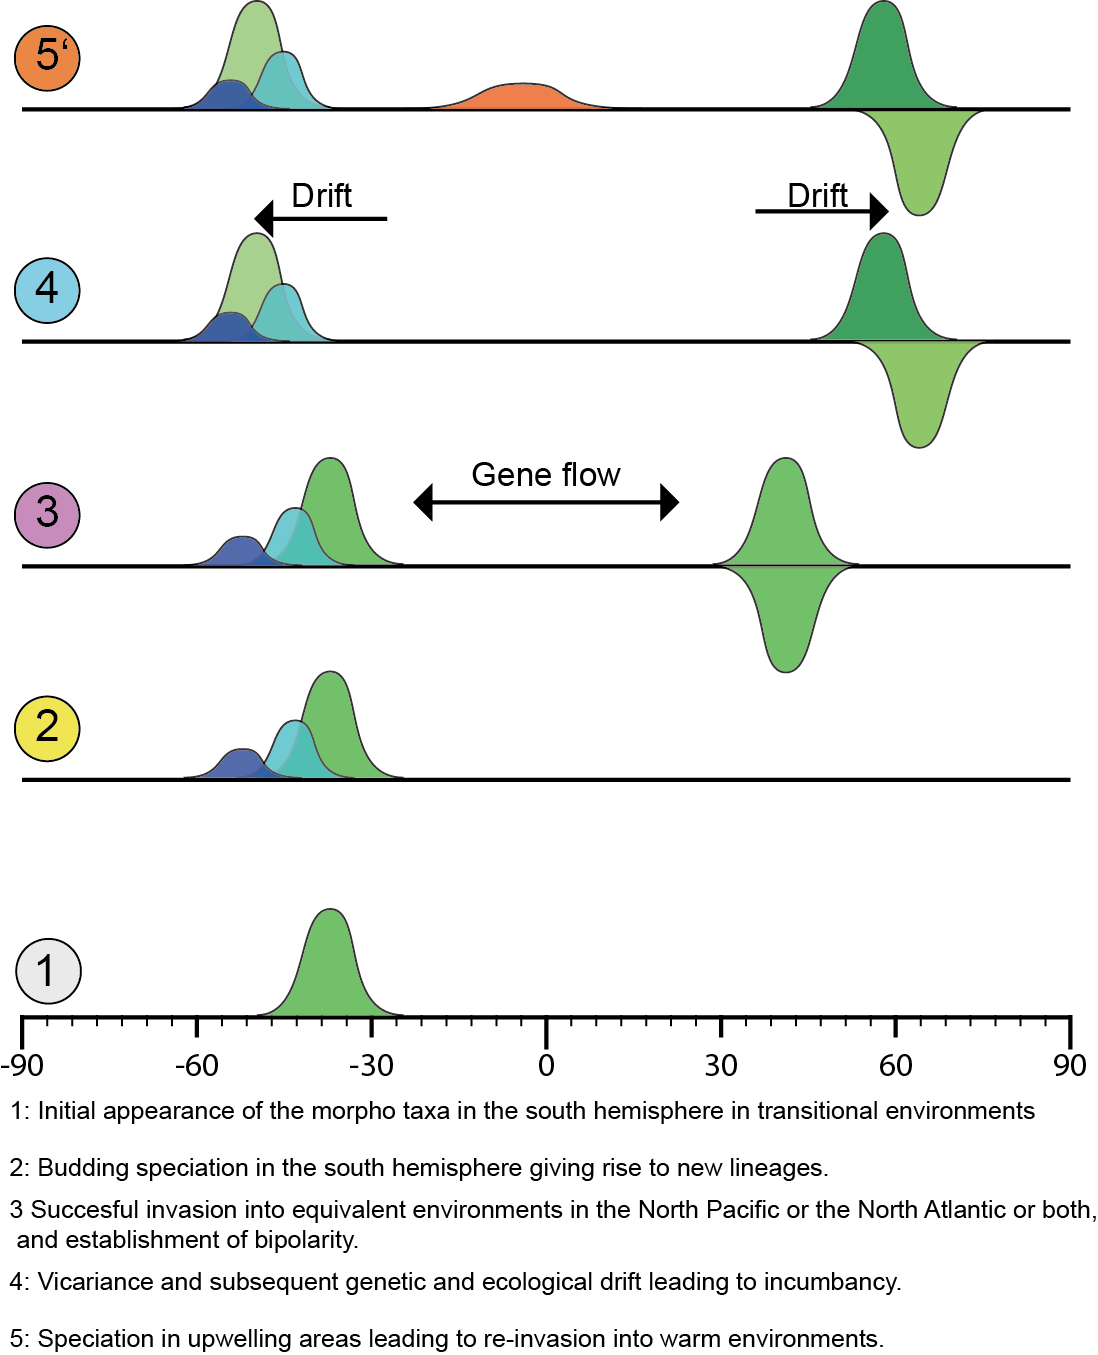 5‘
Drift
Drift
4
Gene flow
3
2
1
-90 -60 -30 0 30 60 90
1: Initial appearance of the morpho taxa in the south hemisphere in transitional environments
2: Budding speciation in the south hemisphere giving rise to new lineages.
3 Succesful invasion into equivalent environments in the North Pacific or the North Atlantic or both,
and establishment of bipolarity.
4: Vicariance and subsequent genetic and ecological drift leading to incumbancy.
5: Speciation in upwelling areas leading to re-invasion into warm environments.